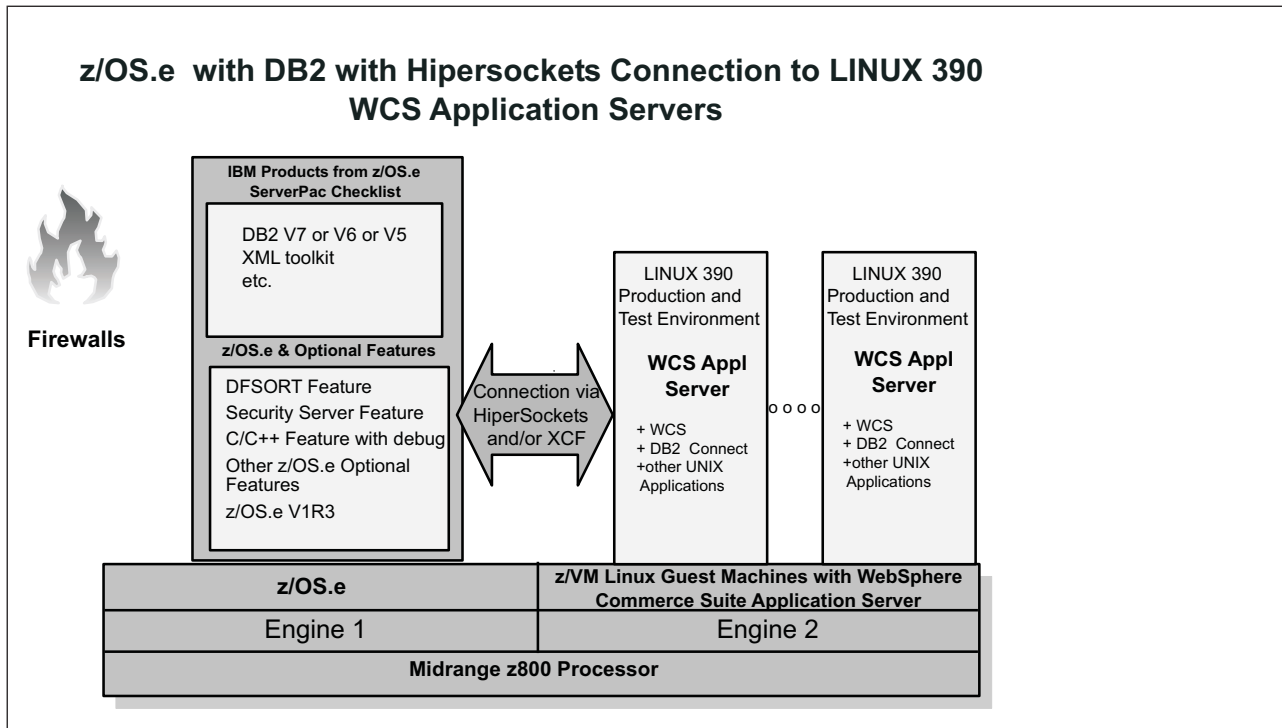 z/OS.e  with DB2 with Hipersockets Connection to LINUX 390
WCS Application Servers
Firewalls
IBM Products from z/OS.e
ServerPac Checklist
DB2 V7 or V6 or V5
XML toolkit
etc.
z/OS.e & Optional Features
DFSORT Feature
Security Server Feature
C/C++ Feature with debug
Other z/OS.e Optional
Features
z/OS.e V1R3
Connection via
HiperSockets
and/or XCF
LINUX 390
Production and
Test Environment
WCS Appl
Server
+ WCS
+ DB2  Connect
+other UNIX
Applications
o o o o
LINUX 390
Production and
Test Environment
WCS Appl
Server
+ WCS
+ DB2  Connect
+other UNIX
Applications
z/OS.e
z/VM Linux Guest Machines with WebSphere
Commerce Suite Application Server
Engine 1
Engine 2
Midrange z800 Processor